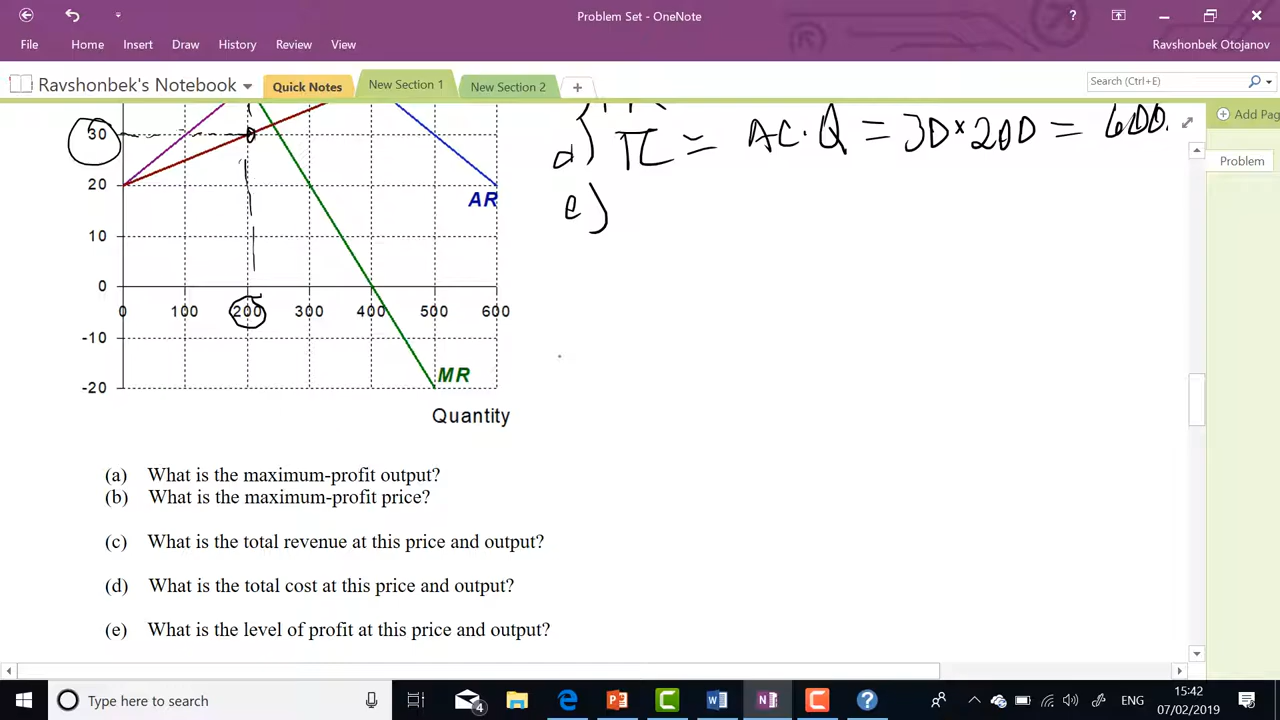 Problem Set - OneNote
?
File Home Insert Draw History Review View
Ravshonbek Otojanov
Ravshonbek's Notebook
Quick Notes
New Section 1
New Section 2
+
Search (Ctrl+E)
Add Pag
Problem
30
20
10
0
-10
-20
0 100 200 300 400 500 600
AR
MR
Quantity
d) TC = AC · Q = 30 × 200 = 600
e)
(a) What is the maximum-profit output?
(b) What is the maximum-profit price?
(c) What is the total revenue at this price and output?
(d) What is the total cost at this price and output?
(e) What is the level of profit at this price and output?
Type here to search
4
ENG
15:42
07/02/2019